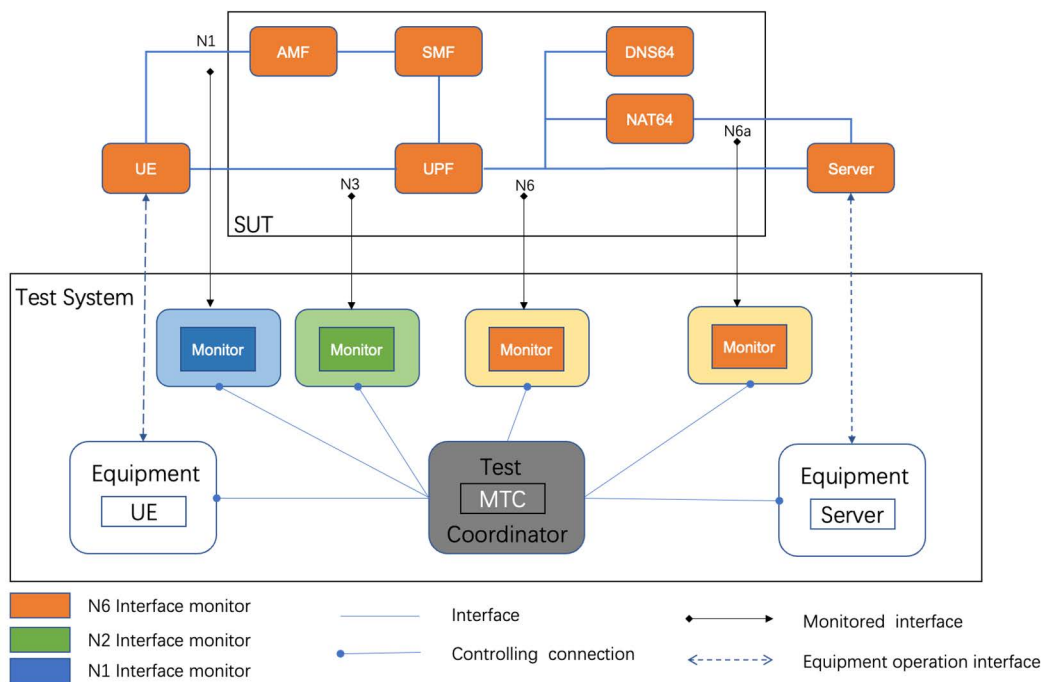 N1
AMF
SMF
DNS64
NAT64
N6a
UE
UPF
Server
N3
N6
SUT
Test System
Monitor
Monitor
Monitor
Monitor
Equipment
UE
Test
MTC
Coordinator
Equipment
Server
N6 Interface monitor
Interface
Monitored interface
N2 Interface monitor
Controlling connection
Equipment operation interface
N1 Interface monitor